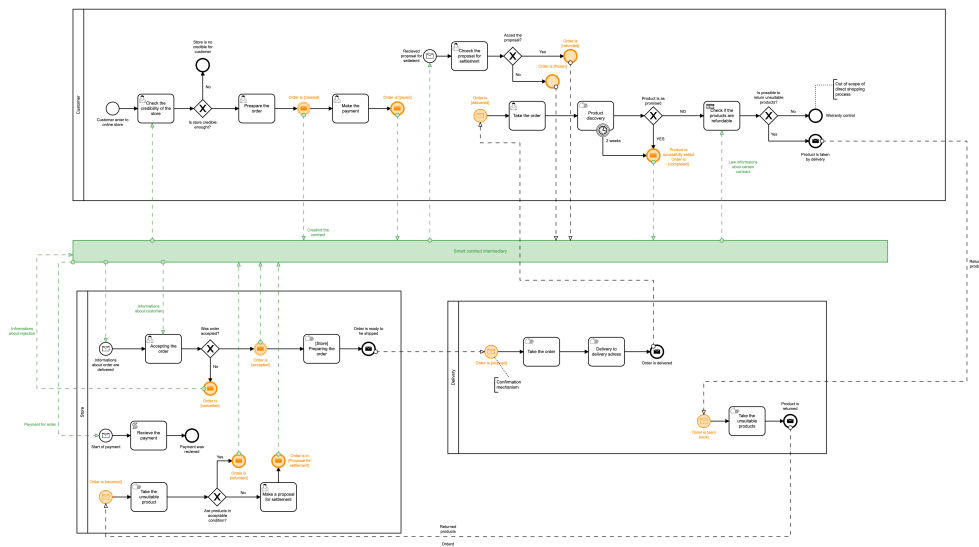 Store is no
credible for
customer
No
Customer
Customer enter to
online store
Check the
credibility of the
store
Is store credible
enought?
Prespare the
order
Order is [created]
Make the
payment
Order is [payed]
Recieved
proposal for
settelent
Choeck the
proposal for
settlement
Acced the
proposal?
Yes
No
Order is
[refunded]
Order is [frozen]
Order is
[delivered]
Take the order
Product
discovery
2 weeks
Product is as
promised
NO
YES
Product is
sucessfully selled
Order is
[completed]
Check if the
products are
refundable
Is possible to
return unsuitable
products?
No
Yes
Out of scope of
direct shopping
process
Warranty control
Product is taken
by delivery
Law informations
about certain
contract
Created the
contract
Smart contract intermediary
Informations
about rejection
Informations
about customer
Payment for order
Store
Informations
about order are
delivered
Accepting the
order
Was order
accepted?
No
Order is
[cancelled]
Order is
[accepted]
[Store]
Preparing the
order
Order is ready to
be shipped
Start of payment
Recieve the
payment
Payment was
recieved
Order is [returned]
Take the
unsuitable
product
Are products in
acceptable
condition?
Yes
No
Order is
[refunded]
Make a proposal
for settlement
Order is in
[Proposal for
settlement]
Delivery
Confirmation
mechanism
Take the order
Delivery to
delivery adress
Order is delivered
Order is [sent
back]
Take the
unsuitable
products
Product is
returned
Returned
products